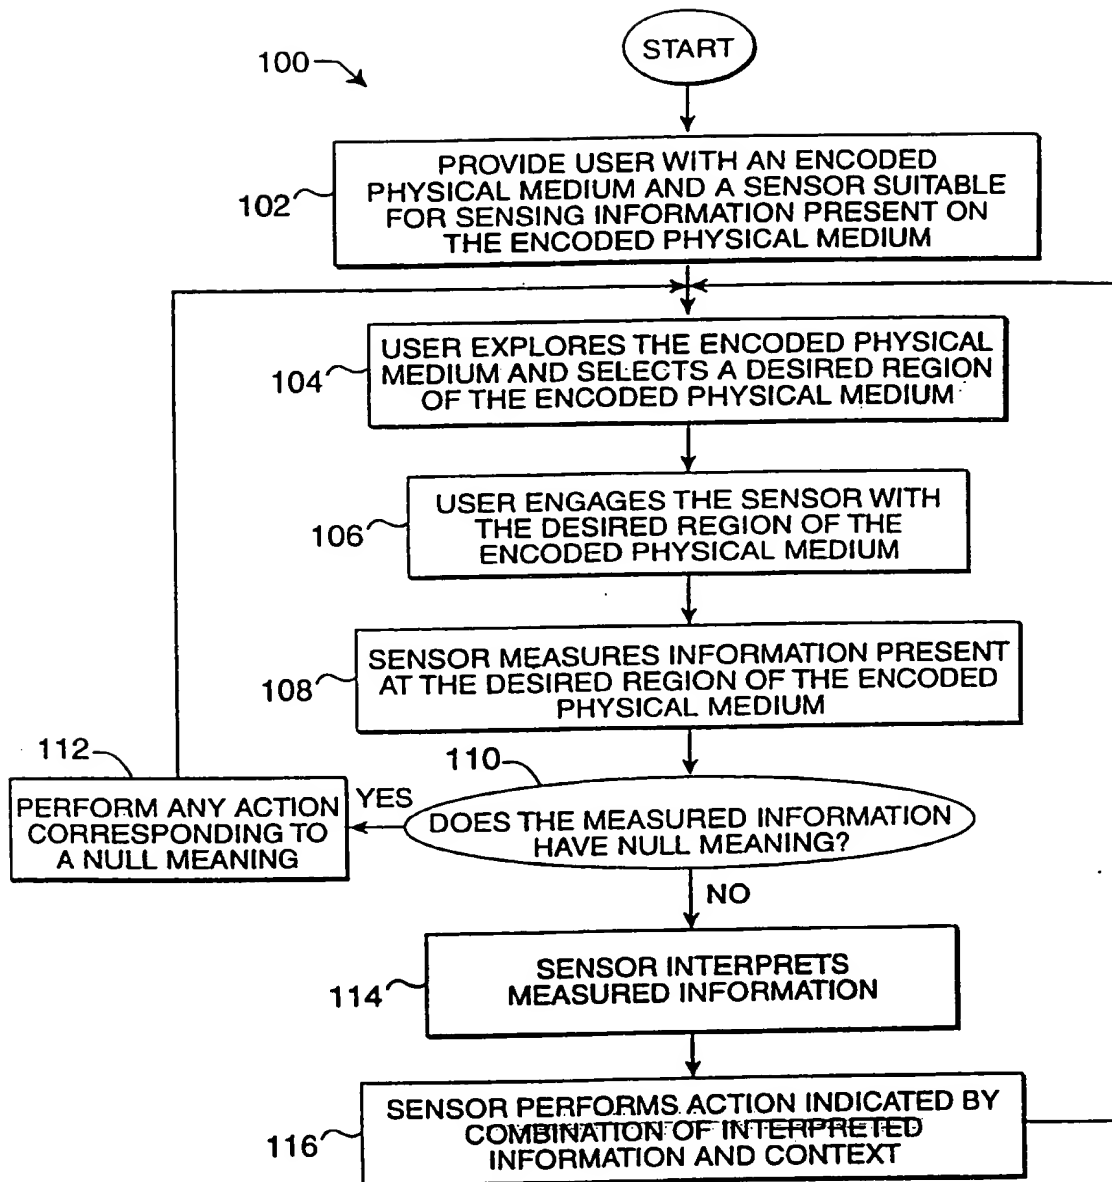 START
100
PROVIDE USER WITH AN ENCODED
PHYSICAL MEDIUM AND A SENSOR SUITABLE
FOR SENSING INFORMATION PRESENT ON
THE ENCODED PHYSICAL MEDIUM
102
USER EXPLORES THE ENCODED PHYSICAL
MEDIUM AND SELECTS A DESIRED REGION
OF THE ENCODED PHYSICAL MEDIUM
104
USER ENGAGES THE SENSOR WITH
THE DESIRED REGION OF THE
ENCODED PHYSICAL MEDIUM
106
SENSOR MEASURES INFORMATION PRESENT
AT THE DESIRED REGION OF THE ENCODED
PHYSICAL MEDIUM
108
112
110
PERFORM ANY ACTION
CORRESPONDING TO
A NULL MEANING
YES
DOES THE MEASURED INFORMATION
HAVE NULL MEANING?
NO
SENSOR INTERPRETS
MEASURED INFORMATION
114
SENSOR PERFORMS ACTION INDICATED BY
COMBINATION OF INTERPRETED
INFORMATION AND CONTEXT
116